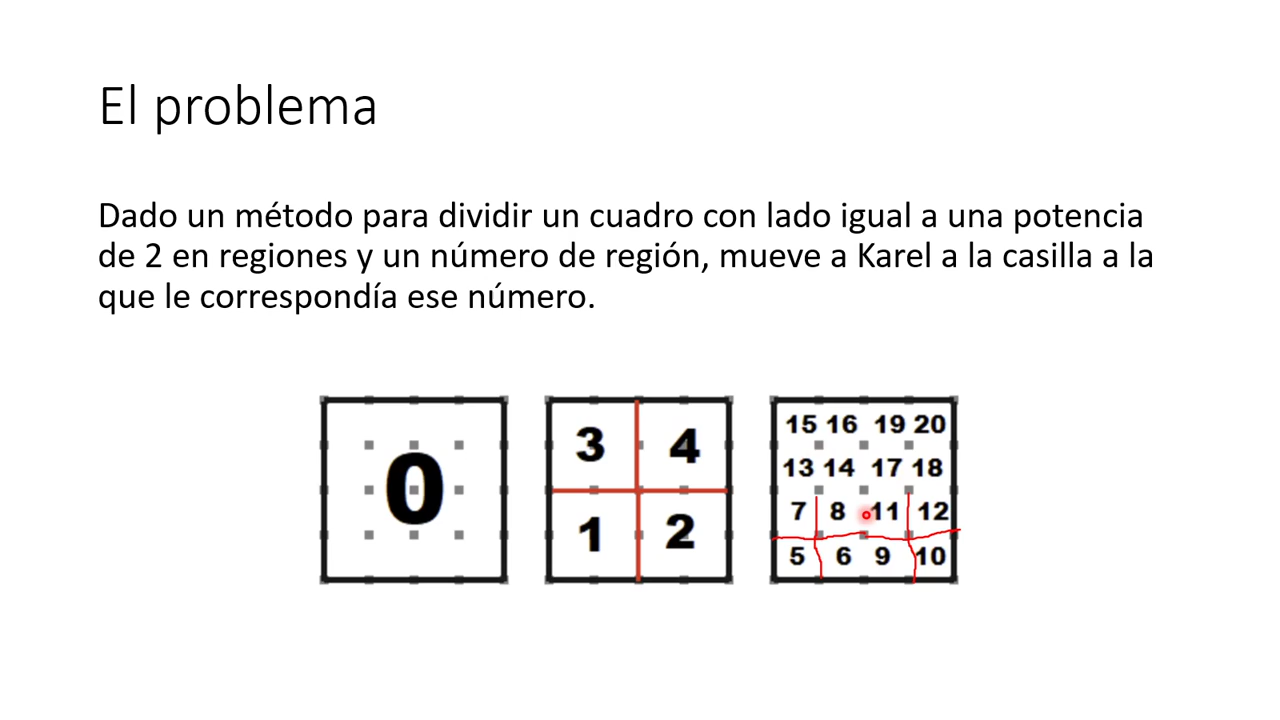 El problema
Dado un método para dividir un cuadro con lado igual a una potencia
de 2 en regiones y un número de región, mueve a Karel a la casilla a la
que le correspondía ese número.
0
3 4
1 2
15 16 19 20
13 14 17 18
7 8 11 12
5 6 9 10